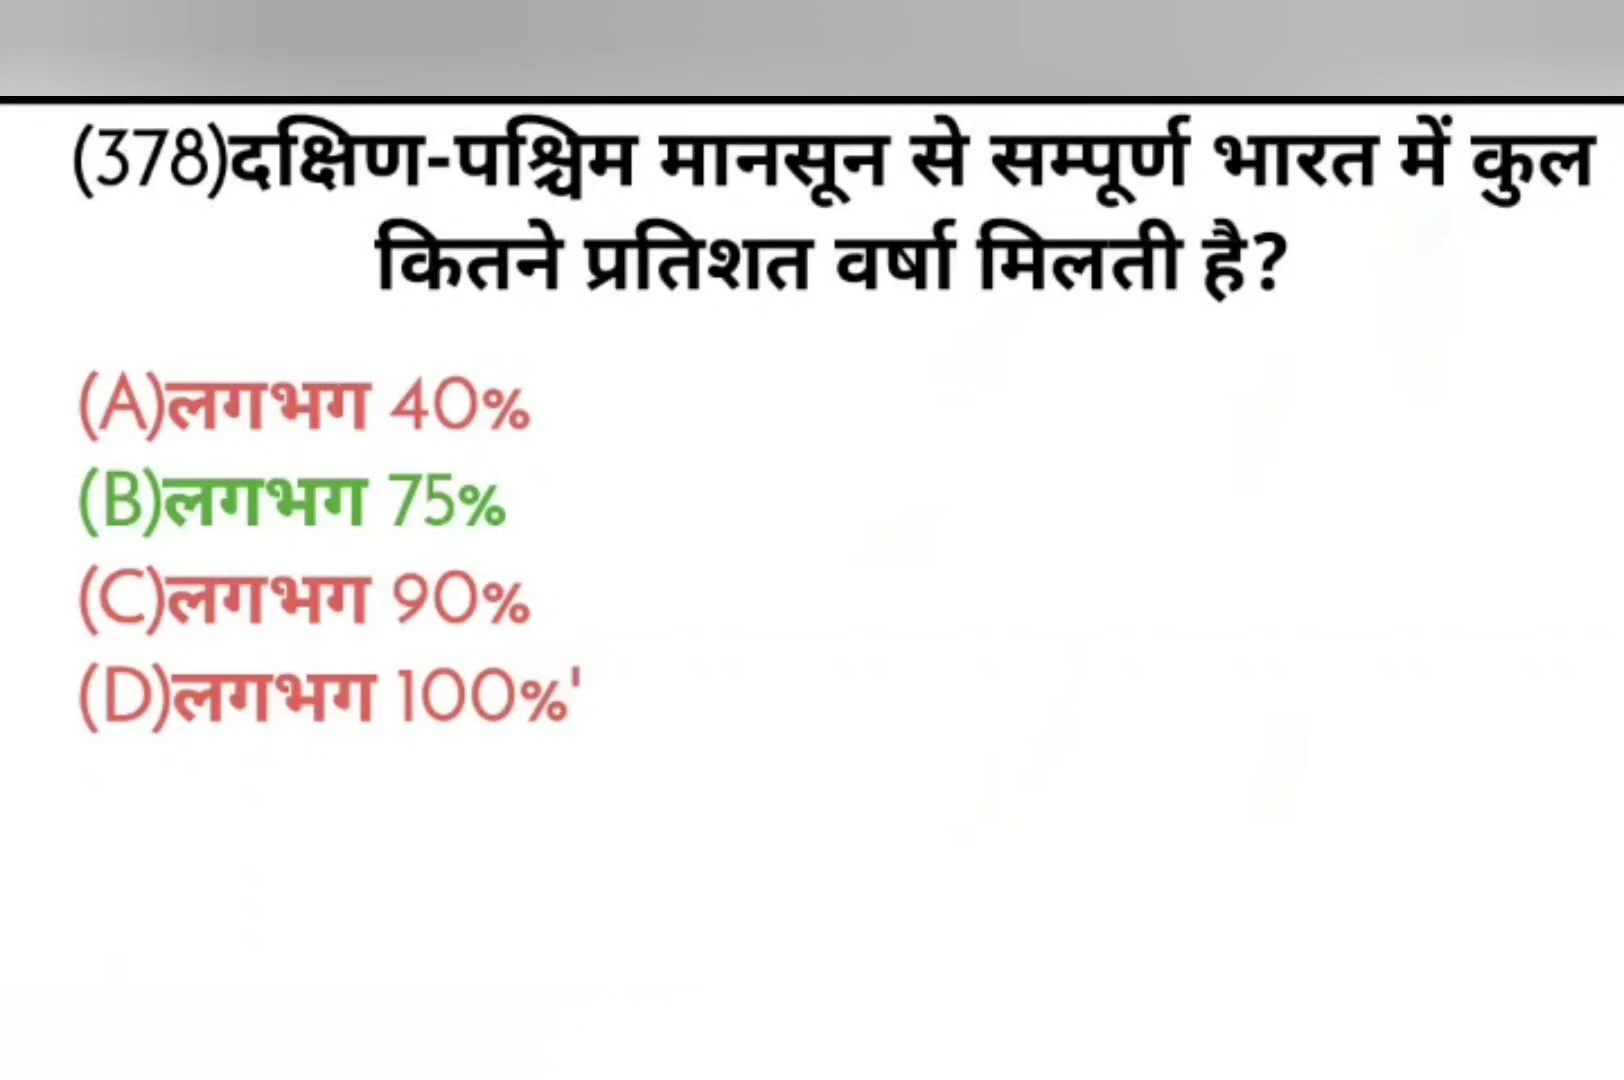 (378)दक्षिण-पश्चिम मानसून से सम्पूर्ण भारत में कुल
कितने प्रतिशत वर्षा मिलती है?
(A)लगभग 40%
(B)लगभग 75%
(C)लगभग 90%
(D)लगभग 100%'